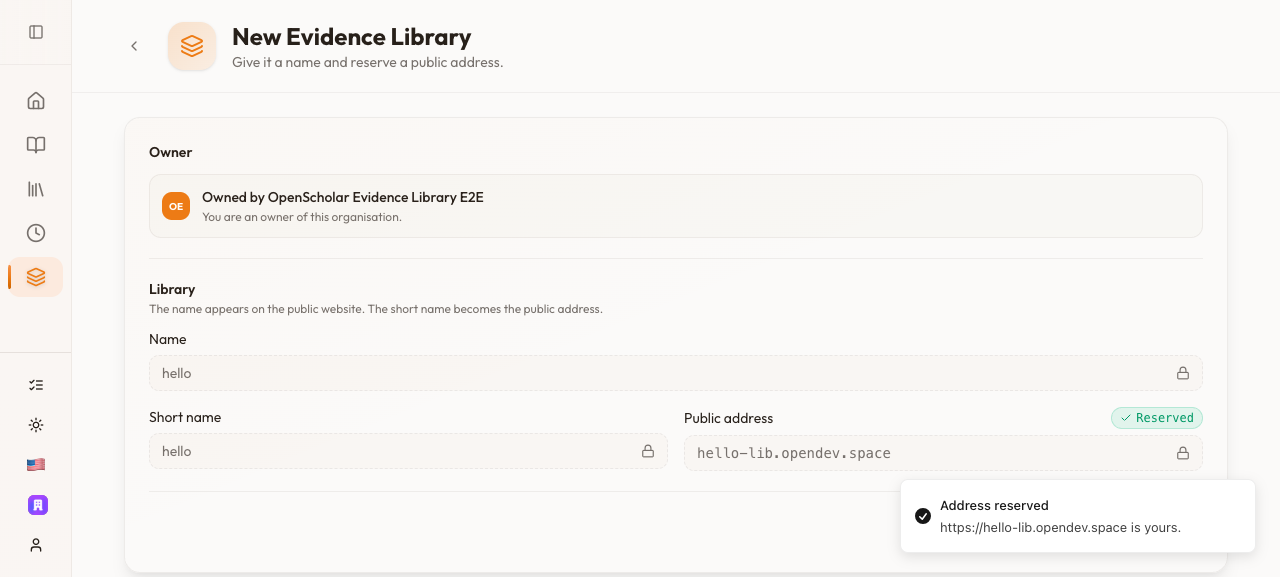 New Evidence Library
Give it a name and reserve a public address.
Owner
OE
Owned by OpenScholar Evidence Library E2E
You are an owner of this organisation.
Library
The name appears on the public website. The short name becomes the public address.
Name
hello
Short name
hello
Public address
Reserved
hello-lib.opendev.space
Address reserved
https://hello-lib.opendev.space is yours.